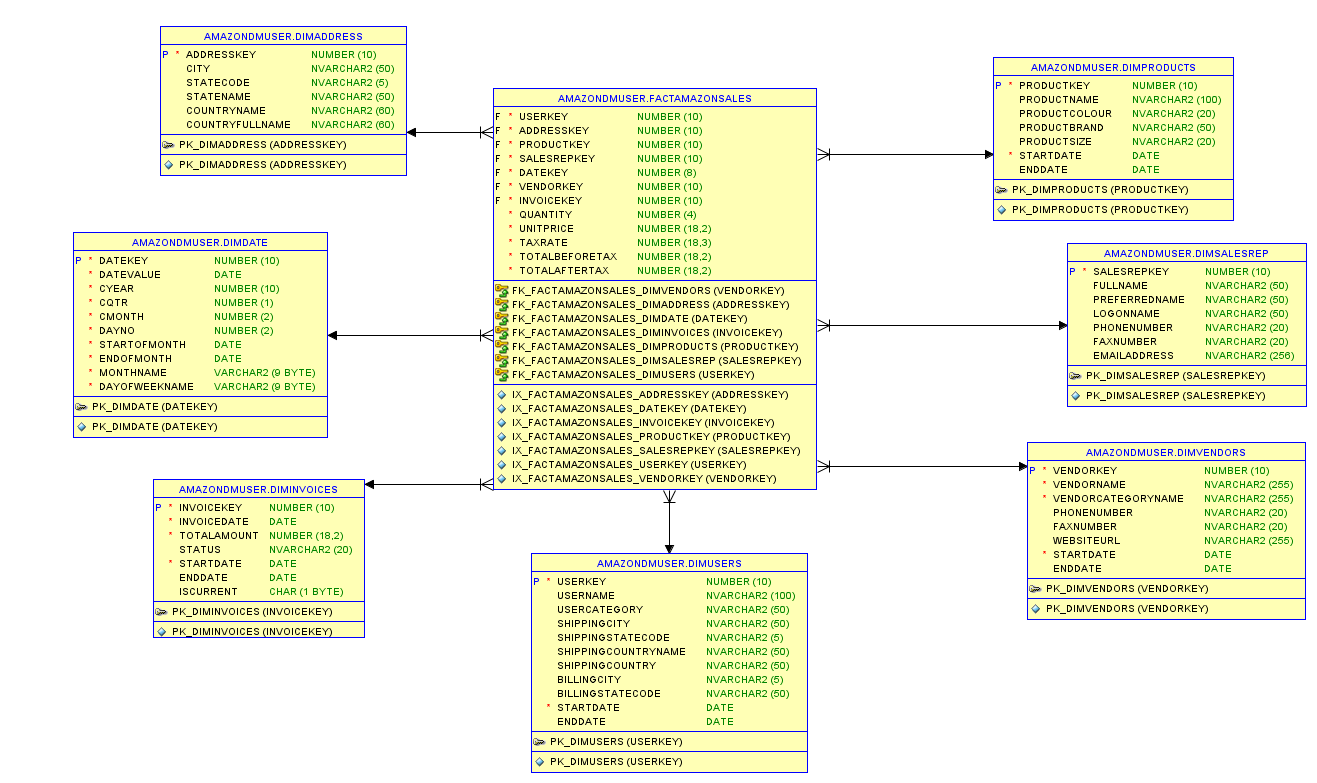 AMAZONDMUSER.DIMADDRESS
P * ADDRESSKEY NUMBER (10)
CITY NVARCHAR2 (50)
STATECODE NVARCHAR2 (5)
STATENAME NVARCHAR2 (50)
COUNTRYNAME NVARCHAR2 (60)
COUNTRYFULLNAME NVARCHAR2 (60)
PK_DIMADDRESS (ADDRESSKEY)
PK_DIMADDRESS (ADDRESSKEY)
AMAZONDMUSER.DIMDATE
P * DATEKEY NUMBER (10)
* DATEVALUE DATE
* CYEAR NUMBER (10)
* CQTR NUMBER (1)
* CMONTH NUMBER (2)
* DAYNO NUMBER (2)
* STARTOFMONTH DATE
* ENDOFMONTH DATE
* MONTHNAME VARCHAR2 (9 BYTE)
* DAYOFWEEKNAME VARCHAR2 (9 BYTE)
PK_DIMDATE (DATEKEY)
PK_DIMDATE (DATEKEY)
AMAZONDMUSER.DIMINVOICES
P * INVOICEKEY NUMBER (10)
* INVOICEDATE DATE
* TOTALAMOUNT NUMBER (18,2)
STATUS NVARCHAR2 (20)
* STARTDATE DATE
ENDDATE DATE
ISCURRENT CHAR (1 BYTE)
PK_DIMINVOICES (INVOICEKEY)
PK_DIMINVOICES (INVOICEKEY)
AMAZONDMUSER.FACTAMAZONSALES
F * USERKEY NUMBER (10)
F * ADDRESSKEY NUMBER (10)
F * PRODUCTKEY NUMBER (10)
F * SALESREPKEY NUMBER (10)
F * DATEKEY NUMBER (8)
F * VENDORKEY NUMBER (10)
F * INVOICEKEY NUMBER (10)
* QUANTITY NUMBER (4)
* UNITPRICE NUMBER (18,2)
* TAXRATE NUMBER (18,3)
* TOTALBEFORETAX NUMBER (18,2)
* TOTALAFTERTAX NUMBER (18,2)
FK_FACTAMAZONSALES_DIMVENDORS (VENDORKEY)
FK_FACTAMAZONSALES_DIMADDRESS (ADDRESSKEY)
FK_FACTAMAZONSALES_DIMDATE (DATEKEY)
FK_FACTAMAZONSALES_DIMINVOICES (INVOICEKEY)
FK_FACTAMAZONSALES_DIMPRODUCTS (PRODUCTKEY)
FK_FACTAMAZONSALES_DIMSALESREP (SALESREPKEY)
FK_FACTAMAZONSALES_DIMUSERS (USERKEY)
IX_FACTAMAZONSALES_ADDRESSKEY (ADDRESSKEY)
IX_FACTAMAZONSALES_DATEKEY (DATEKEY)
IX_FACTAMAZONSALES_INVOICEKEY (INVOICEKEY)
IX_FACTAMAZONSALES_PRODUCTKEY (PRODUCTKEY)
IX_FACTAMAZONSALES_SALESREPKEY (SALESREPKEY)
IX_FACTAMAZONSALES_USERKEY (USERKEY)
IX_FACTAMAZONSALES_VENDORKEY (VENDORKEY)
AMAZONDMUSER.DIMUSERS
P * USERKEY NUMBER (10)
USERNAME NVARCHAR2 (100)
USERCATEGORY NVARCHAR2 (50)
SHIPPINGCITY NVARCHAR2 (50)
SHIPPINGSTATECODE NVARCHAR2 (5)
SHIPPINGCOUNTRYNAME NVARCHAR2 (50)
SHIPPINGCOUNTRY NVARCHAR2 (50)
BILLINGCITY NVARCHAR2 (5)
BILLINGSTATECODE NVARCHAR2 (50)
* STARTDATE DATE
ENDDATE DATE
PK_DIMUSERS (USERKEY)
PK_DIMUSERS (USERKEY)
AMAZONDMUSER.DIMPRODUCTS
P * PRODUCTKEY NUMBER (10)
PRODUCTNAME NVARCHAR2 (100)
PRODUCTCOLOUR NVARCHAR2 (20)
PRODUCTBRAND NVARCHAR2 (50)
PRODUCTSIZE NVARCHAR2 (20)
* STARTDATE DATE
ENDDATE DATE
PK_DIMPRODUCTS (PRODUCTKEY)
PK_DIMPRODUCTS (PRODUCTKEY)
AMAZONDMUSER.DIMSALESREP
P * SALESREPKEY NUMBER (10)
FULLNAME NVARCHAR2 (50)
PREFERREDNAME NVARCHAR2 (50)
LOGONNAME NVARCHAR2 (50)
PHONENUMBER NVARCHAR2 (20)
FAXNUMBER NVARCHAR2 (20)
EMAILADDRESS NVARCHAR2 (256)
PK_DIMSALESREP (SALESREPKEY)
PK_DIMSALESREP (SALESREPKEY)
AMAZONDMUSER.DIMVENDORS
P * VENDORKEY NUMBER (10)
* VENDORNAME NVARCHAR2 (255)
* VENDORCATEGORYNAME NVARCHAR2 (255)
PHONENUMBER NVARCHAR2 (20)
FAXNUMBER NVARCHAR2 (20)
WEBSITEURL NVARCHAR2 (255)
* STARTDATE DATE
ENDDATE DATE
PK_DIMVENDORS (VENDORKEY)
PK_DIMVENDORS (VENDORKEY)